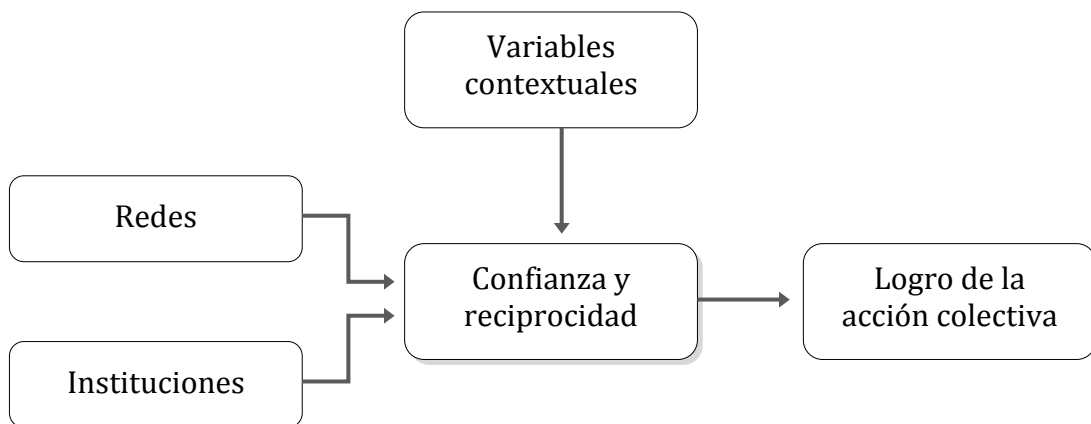 Variables
contextuales
Redes
Confianza y
reciprocidad
Logro de la
acción colectiva
Instituciones